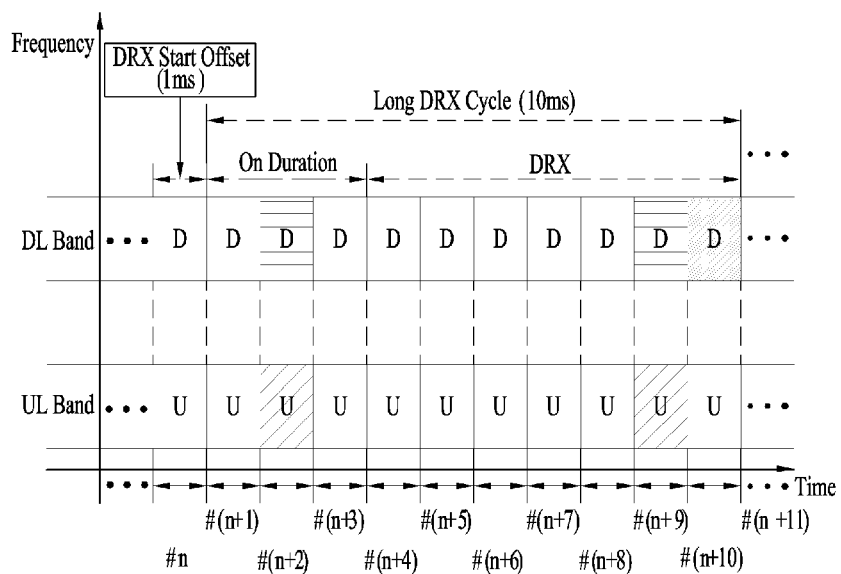 Frequency
DRX Start Offset
(1ms)
Long DRX Cycle (10ms)
On Duration
DRX
DL Band D D D D D D D D D D D
UL Band U U U U U U U U U U U
Time
#(n+1) #(n+3) #(n+5) #(n+7) #(n+9) #(n +11)
#n #(n+2) #(n+4) #(n+6) #(n+8) #(n+10)